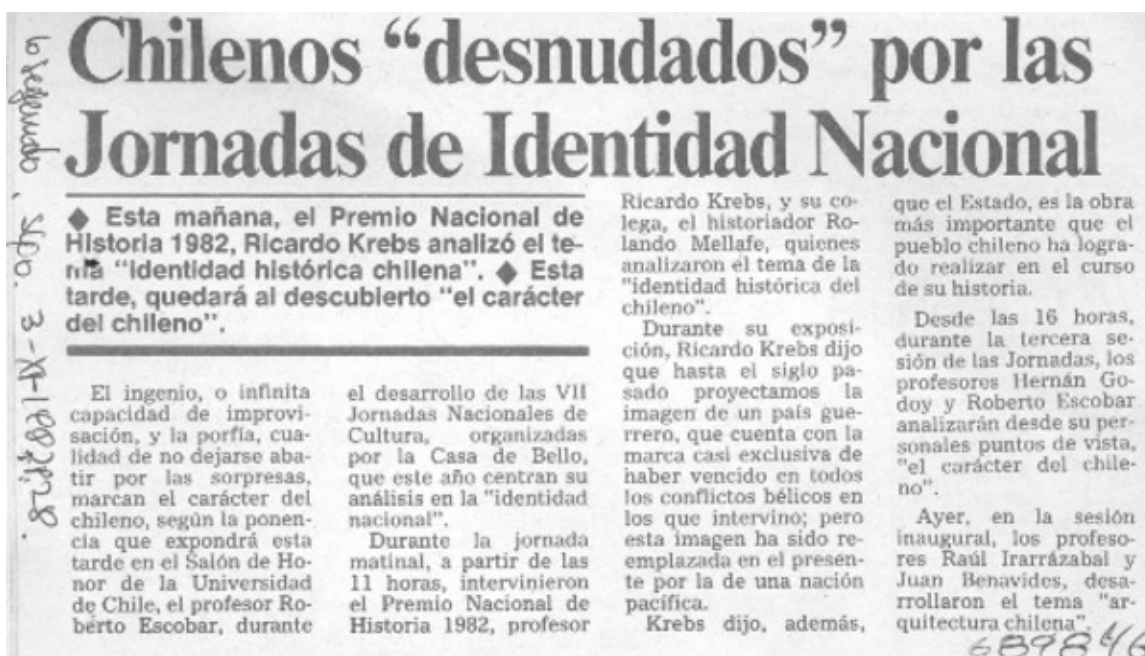 Chilenos “desnudados” por las
Jornadas de Identidad Nacional
◆ Esta mañana, el Premio Nacional de
Historia 1982, Ricardo Krebs analizó el te-
ma "identidad histórica chilena". ◆ Esta
tarde, quedará al descubierto "el carácter
del chileno".
El ingenio, o infinita
capacidad de improvi-
sación, y la porfía, cua-
lidad de no dejarse aba-
tir por las sorpresas,
marcan el carácter del
chileno, según la ponen-
cia que expondrá esta
tarde en el Salón de Ho-
nor de la Universidad
de Chile, el profesor Ro-
berto Escobar, durante
el desarrollo de las VII
Jornadas Nacionales de
Cultura, organizadas
por la Casa de Bello,
que este año centran su
análisis en la "identidad
nacional".
Durante la jornada
matinal, a partir de las
11 horas, intervinieron
el Premio Nacional de
Historia 1982, profesor
Ricardo Krebs, y su co-
lega, el historiador Ro-
lando Mellafe, quienes
analizaron el tema de la
"identidad histórica del
chileno".
Durante su exposi-
ción, Ricardo Krebs dijo
que hasta el siglo pa-
sado proyectamos la
imagen de un país gue-
rrero, que cuenta con la
marca casi exclusiva de
haber vencido en todos
los conflictos bélicos en
los que intervino; pero
esta imagen ha sido re-
emplazada en el presen-
te por la de una nación
pacífica.
Krebs dijo, además,
que el Estado, es la obra
más importante que el
pueblo chileno ha logra-
do realizar en el curso
de su historia.
Desde las 16 horas,
durante la tercera se-
sión de las Jornadas, los
profesores Hernán Go-
doy y Roberto Escobar
analizarán desde su per-
sonales puntos de vista,
"el carácter del chile-
no".
Ayer, en la sesión
inaugural, los profeso-
res Raúl Irarrázabal y
Juan Benavides, desa-
rrollaron el tema "ar-
quitectura chilena".